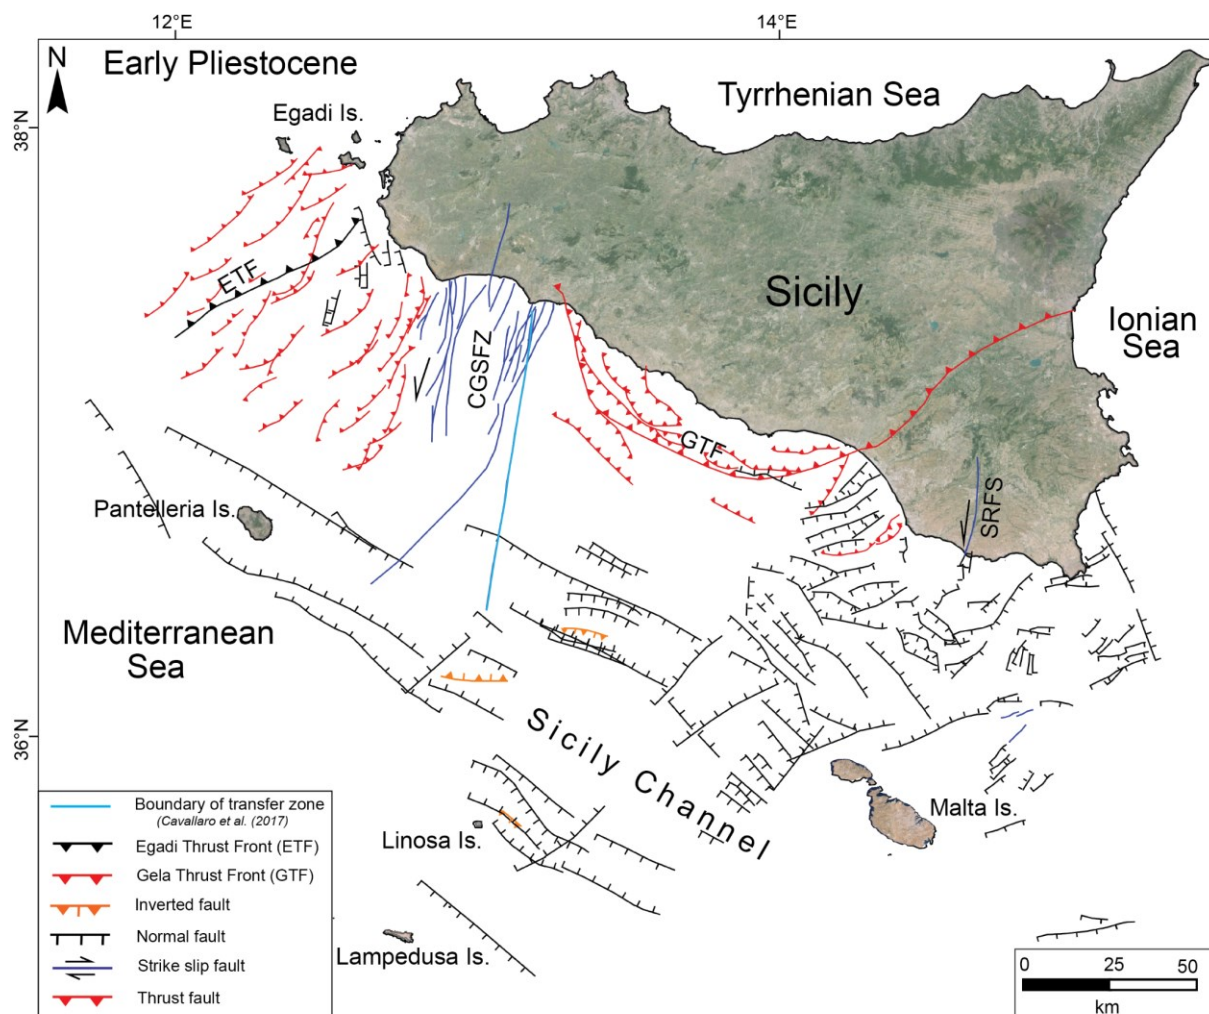 12°E
14°E
N
Early Pliestocene
Tyrrhenian Sea
Egadi Is.
38°N
ETF
Sicily
Ionian
Sea
CGSFZ
GTF
SRFS
Pantelleria Is.
Mediterranean
Sea
36°N
Sicily Channel
Malta Is.
Linosa Is.
Lampedusa Is.
Boundary of transfer zone
(Cavallaro et al. (2017)
Egadi Thrust Front (ETF)
Gela Thrust Front (GTF)
Inverted fault
Normal fault
Strike slip fault
Thrust fault
0 25 50
km